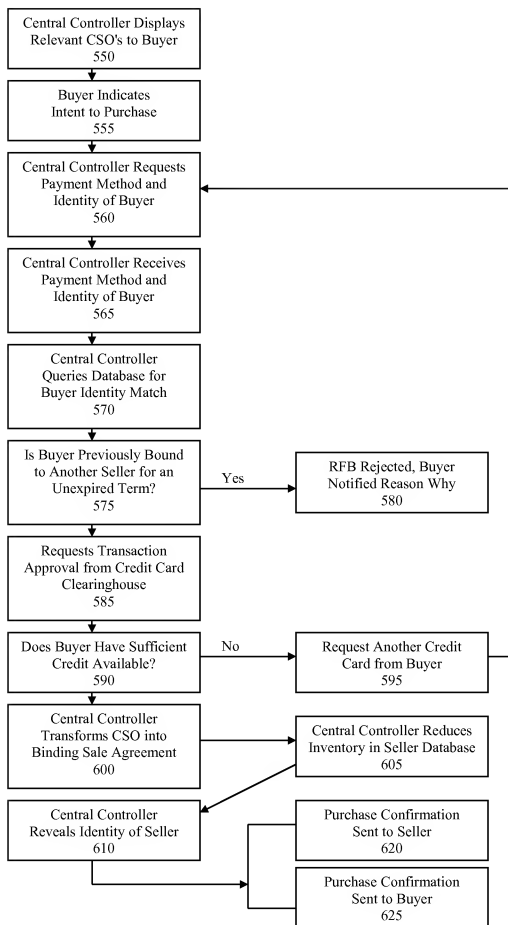 Central Controller Displays
Relevant CSO's to Buyer
550
Buyer Indicates
Intent to Purchase
555
Central Controller Requests
Payment Method and
Identity of Buyer
560
Central Controller Receives
Payment Method and
Identity of Buyer
565
Central Controller
Queries Database for
Buyer Identity Match
570
Is Buyer Previously Bound
to Another Seller for an
Unexpired Term?
575
Yes
RFB Rejected, Buyer
Notified Reason Why
580
Requests Transaction
Approval from Credit Card
Clearinghouse
585
Does Buyer Have Sufficient
Credit Available?
590
No
Request Another Credit
Card from Buyer
595
Central Controller
Transforms CSO into
Binding Sale Agreement
600
Central Controller Reduces
Inventory in Seller Database
605
Central Controller
Reveals Identity of Seller
610
Purchase Confirmation
Sent to Seller
620
Purchase Confirmation
Sent to Buyer
625